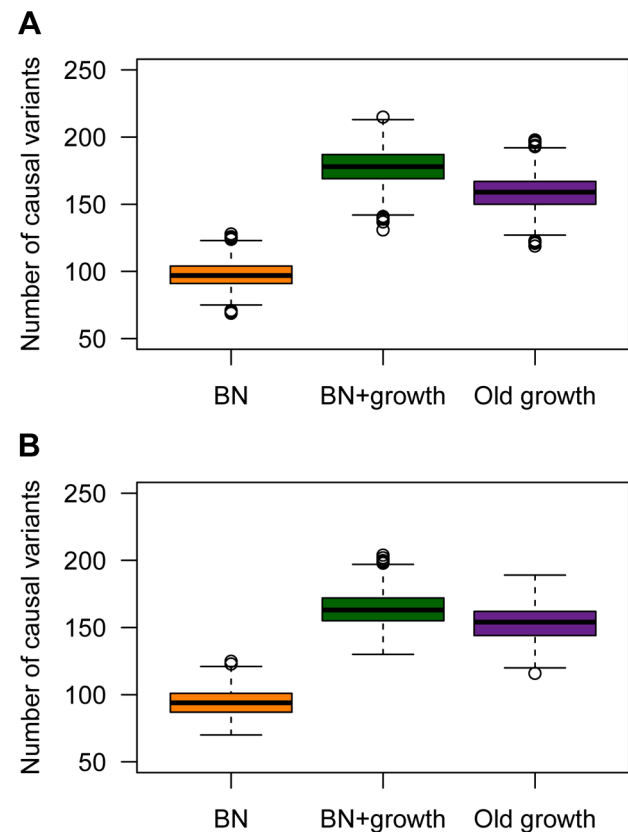 A
Number of causal variants
250
200
150
100
50
BN
BN+growth
Old growth
B
Number of causal variants
250
200
150
100
50
BN
BN+growth
Old growth